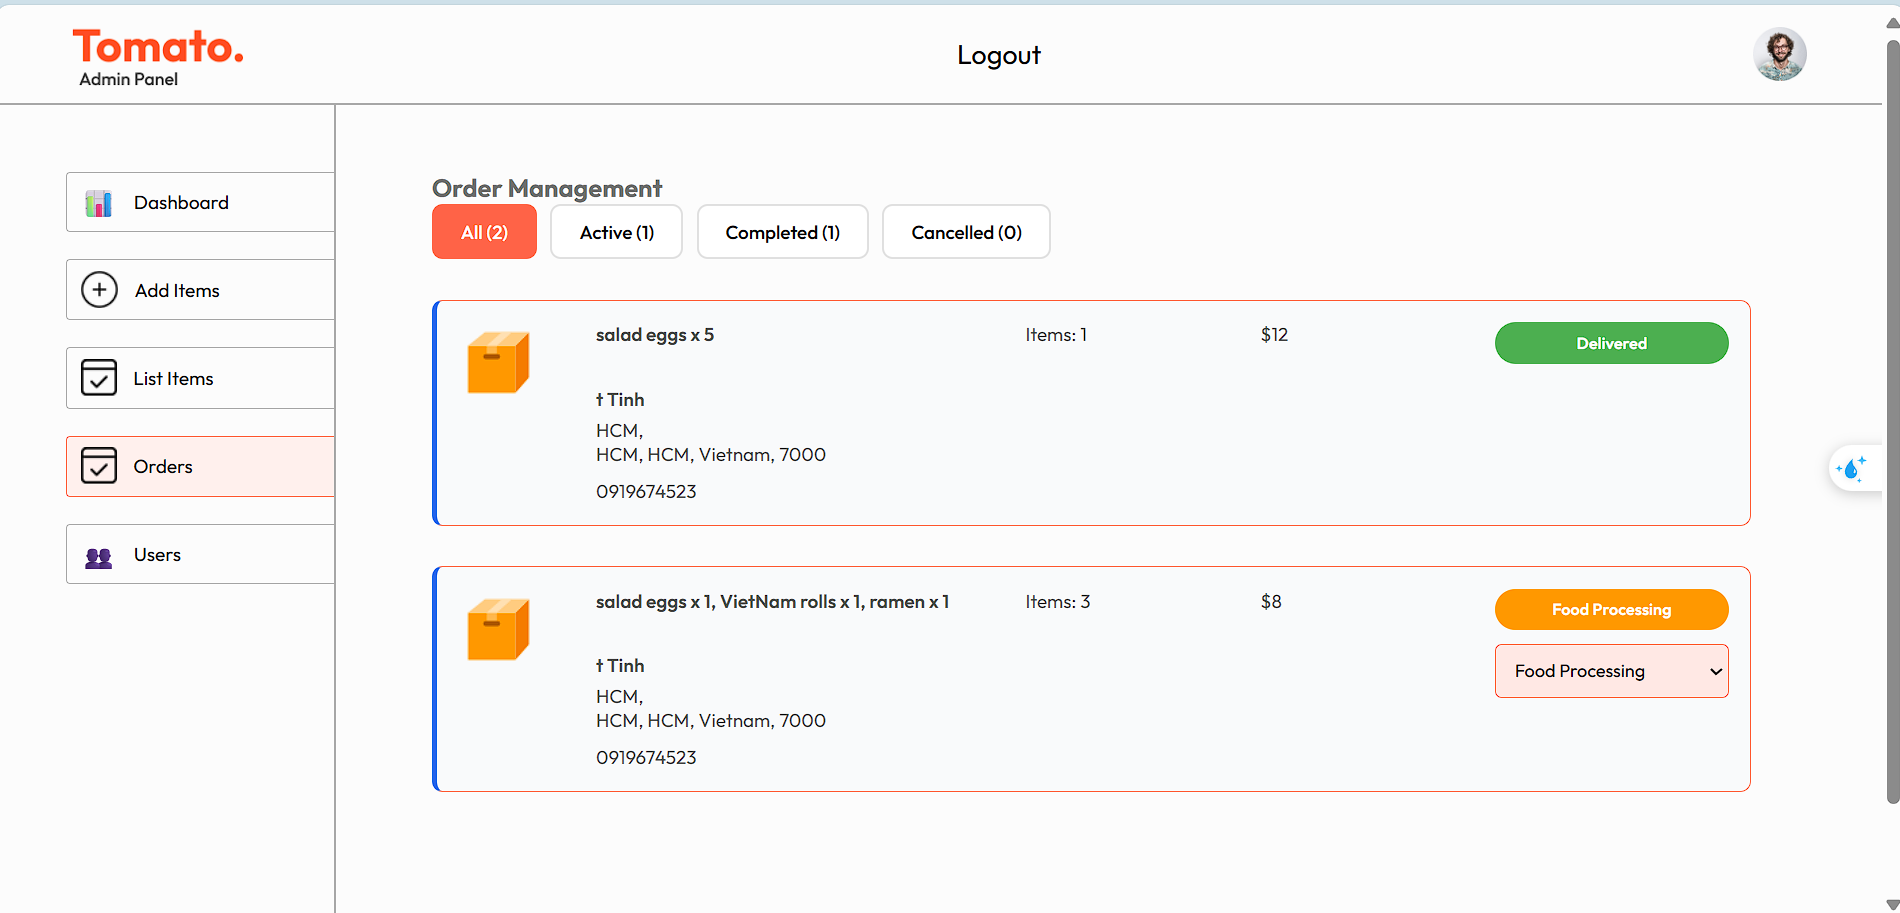 Tomato.
Admin Panel
Logout
Dashboard
Add Items
List Items
Orders
Users
Order Management
All (2)
Active (1)
Completed (1)
Cancelled (0)
salad eggs x 5
Items: 1
$12
Delivered
t Tinh
HCM,
HCM, HCM, Vietnam, 7000
0919674523
salad eggs x 1, VietNam rolls x 1, ramen x 1
Items: 3
$8
Food Processing
Food Processing
t Tinh
HCM,
HCM, HCM, Vietnam, 7000
0919674523